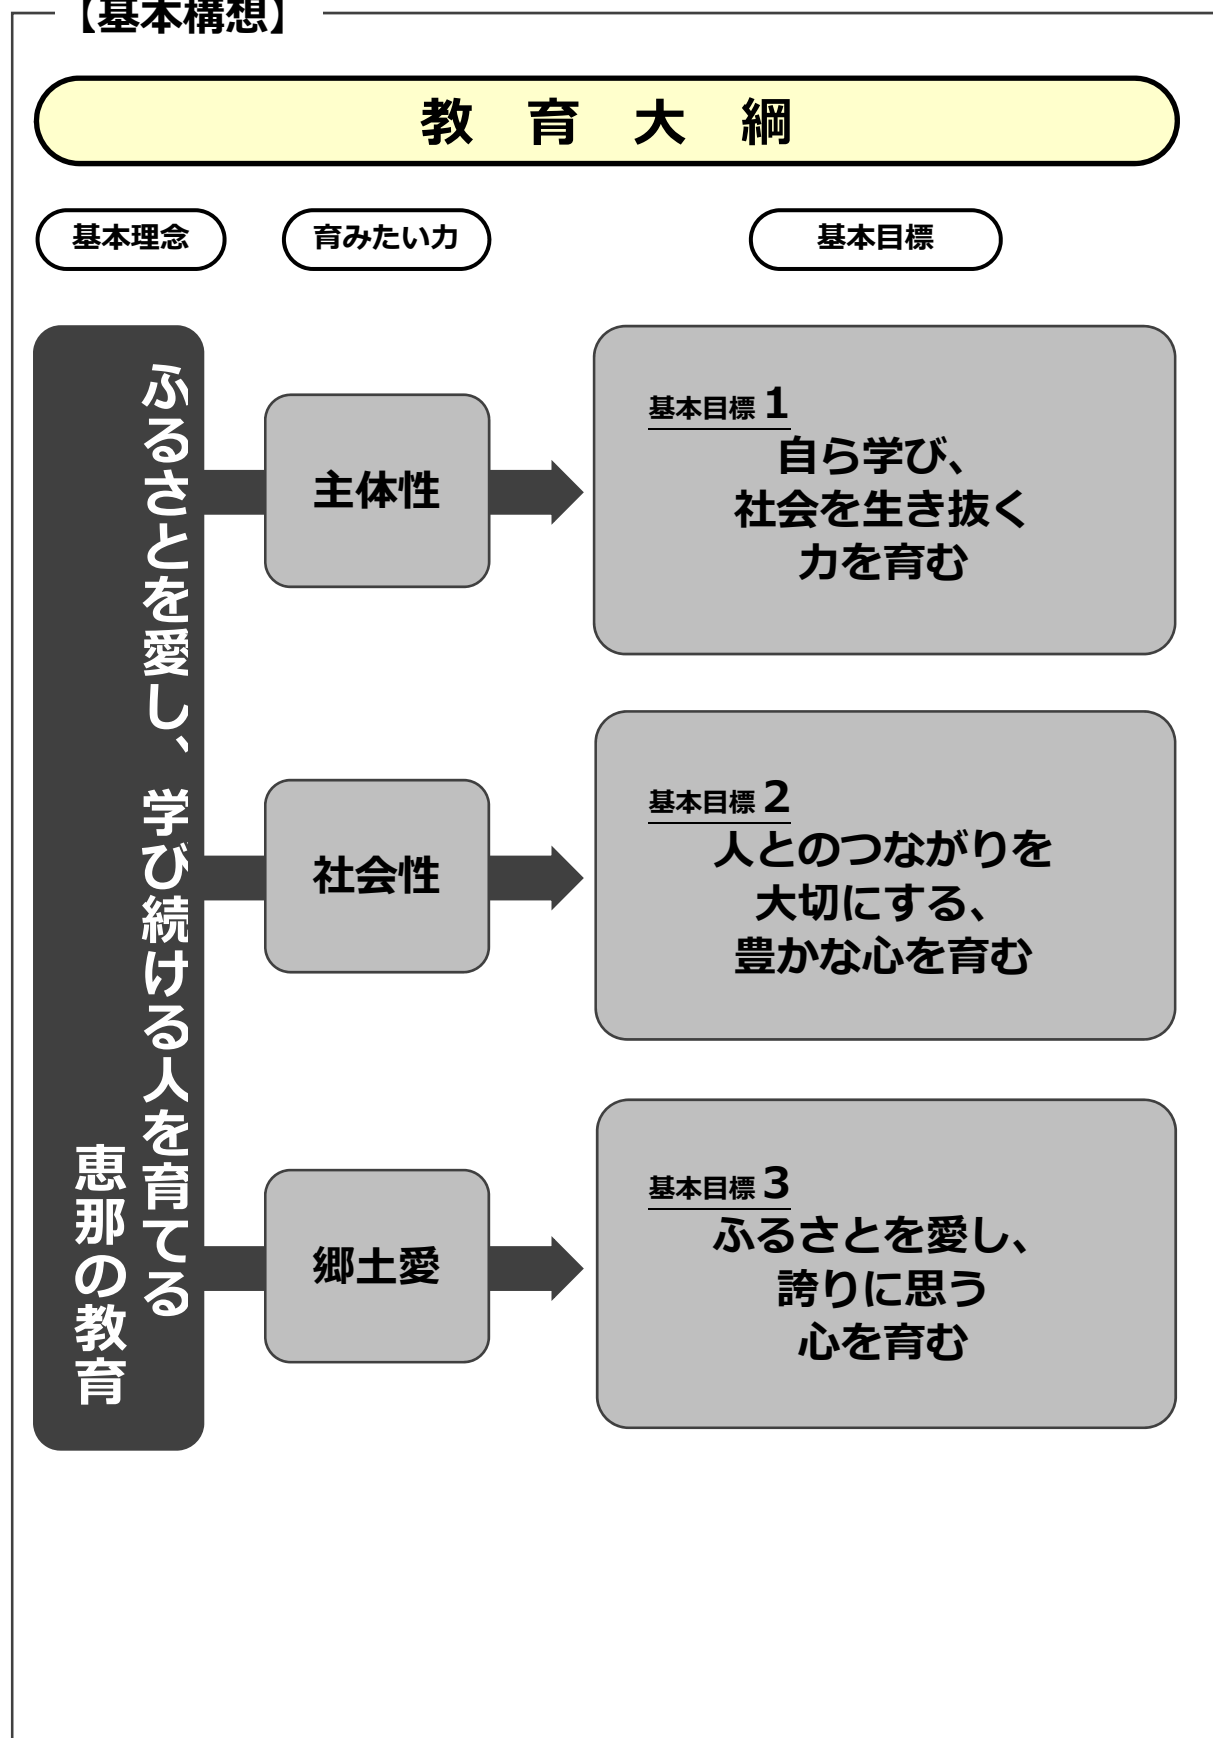 【基本構想】
教　育　大　綱
基本理念
育みたい力
基本目標
ふるさとを愛し、学び続ける人を育てる
恵那の教育
主体性
基本目標 1
自ら学び、
社会を生き抜く
力を育む
社会性
基本目標 2
人とのつながりを
大切にする、
豊かな心を育む
郷土愛
基本目標 3
ふるさとを愛し、
誇りに思う
心を育む